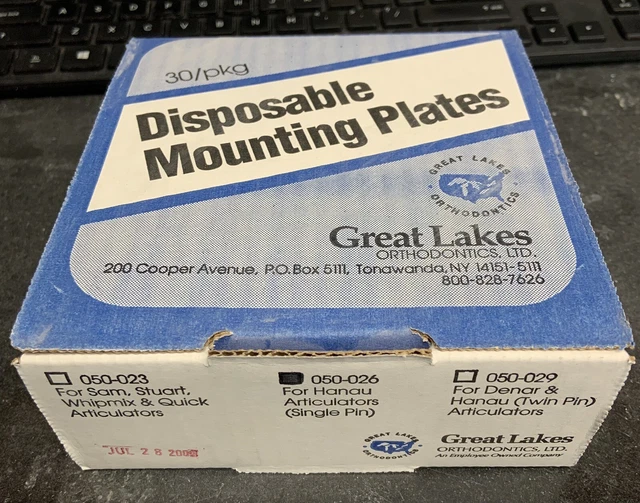 30/pkg
Disposable
Mounting Plates
GREAT LAKES
ORTHODONTICS
Great Lakes
ORTHODONTICS, LTD.
200 Cooper Avenue, P.O. Box 5111, Tonawanda, NY 14151-5111
800-828-7626
050-023
For Sam, Stuart,
Whipmix & Quick
Articulators
050-026
For Hanau
Articulators
(Single Pin)
050-029
For Denar &
Hanau (Twin Pin)
Articulators
JUL 28
GREAT LAKES
ORTHODONTICS
Great Lakes
ORTHODONTICS, LTD.
An Employee Owned Company